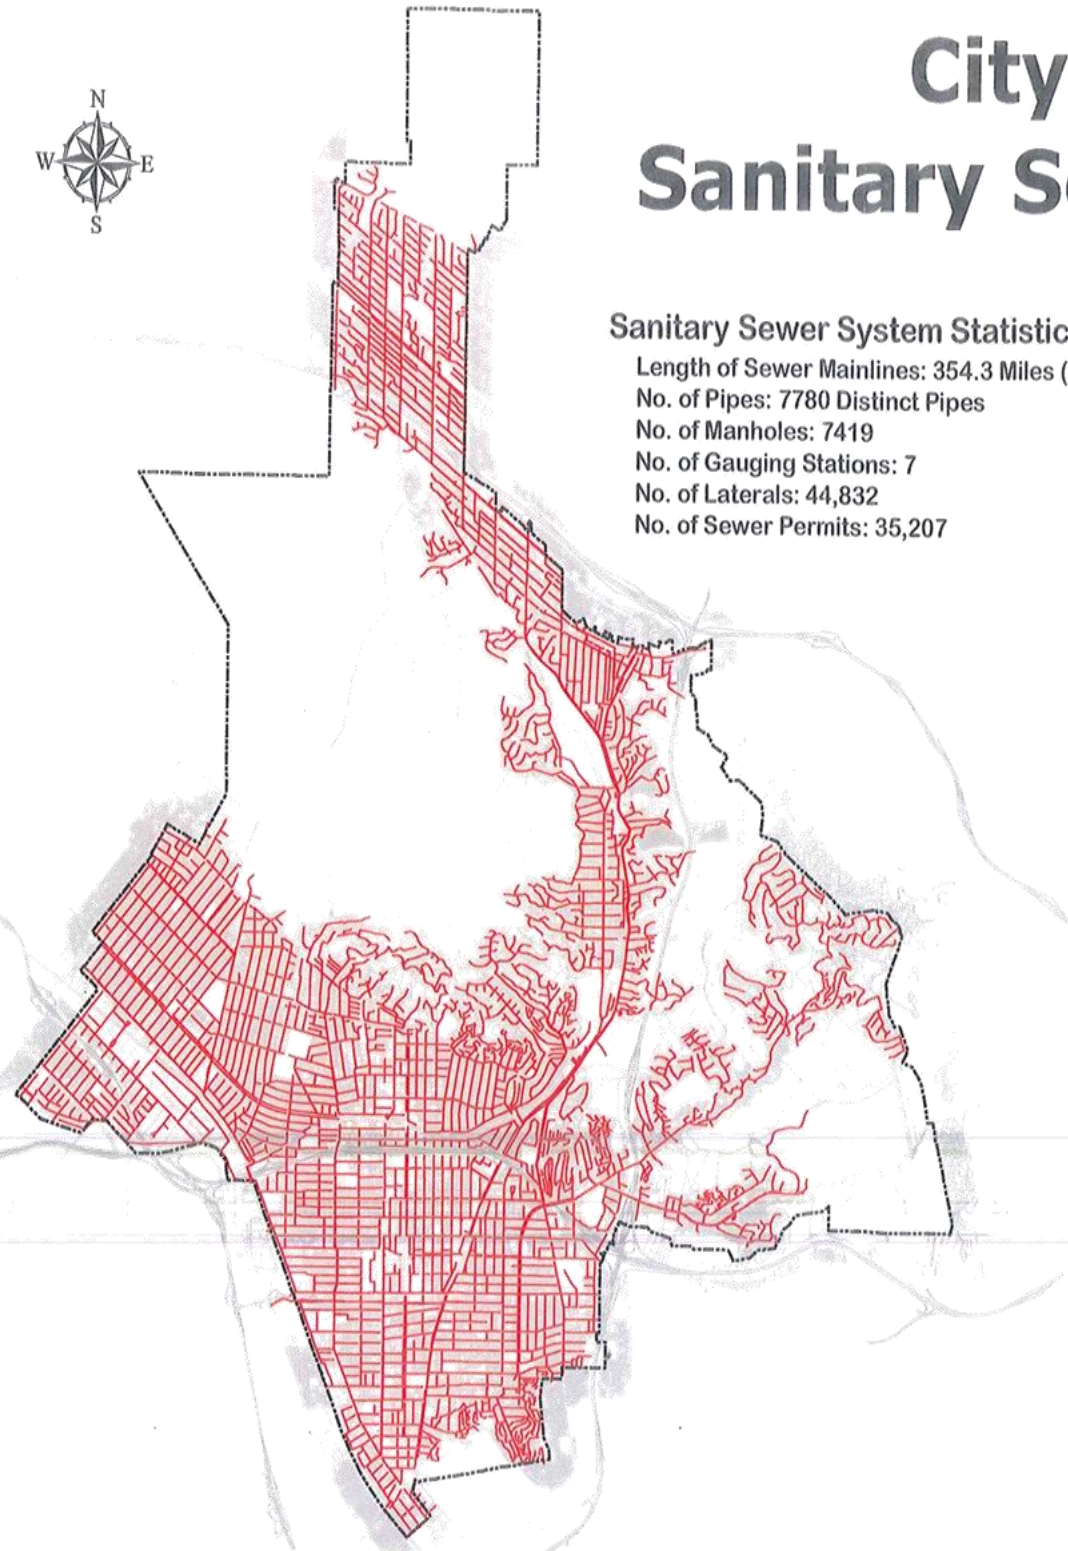 City
Sanitary Se
N
W E
S
Sanitary Sewer System Statistic
Length of Sewer Mainlines: 354.3 Miles (
No. of Pipes: 7780 Distinct Pipes
No. of Manholes: 7419
No. of Gauging Stations: 7
No. of Laterals: 44,832
No. of Sewer Permits: 35,207